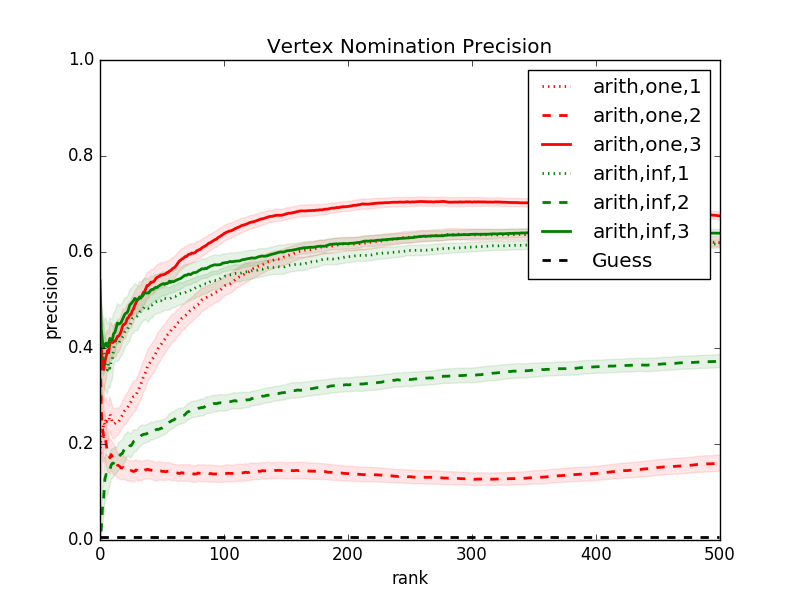 Vertex Nomination Precision
1.0
0.8
0.6
0.4
0.2
0.0
precision
arith,one,1
arith,one,2
arith,one,3
arith,inf,1
arith,inf,2
arith,inf,3
Guess
0 100 200 300 400 500
rank